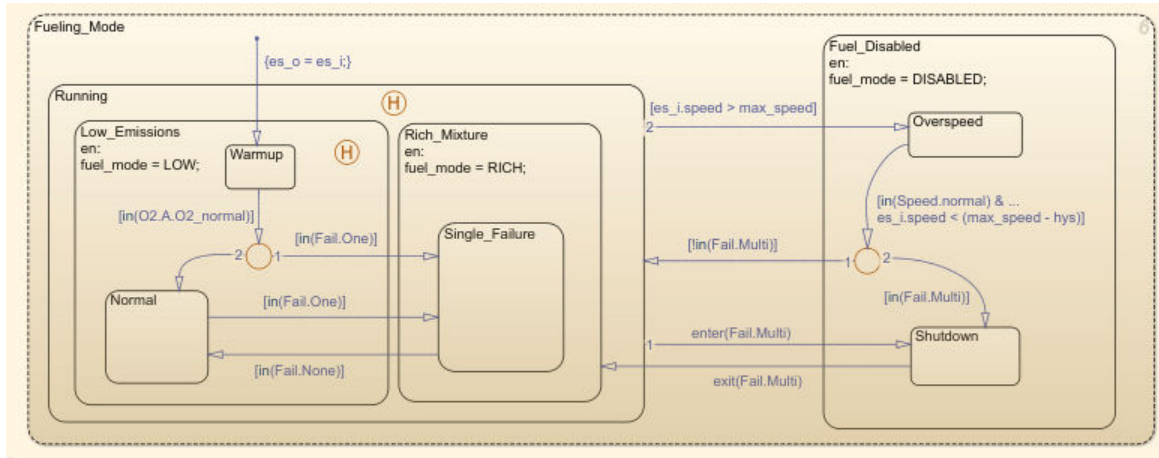 Fueling_Mode
6
{es_o = es_i;}
Running
H
Low_Emissions
en:
fuel_mode = LOW;
H
Warmup
[in(O2.A.O2_normal)]
2
1
[in(Fail.One)]
Normal
[in(Fail.One)]
[in(Fail.None)]
Rich_Mixture
en:
fuel_mode = RICH;
Single_Failure
[es_i.speed > max_speed]
2
[!in(Fail.Multi)]
1
enter(Fail.Multi)
exit(Fail.Multi)
Fuel_Disabled
en:
fuel_mode = DISABLED;
Overspeed
[in(Speed.normal) & ...
es_i.speed < (max_speed - hys)]
1
2
[in(Fail.Multi)]
Shutdown